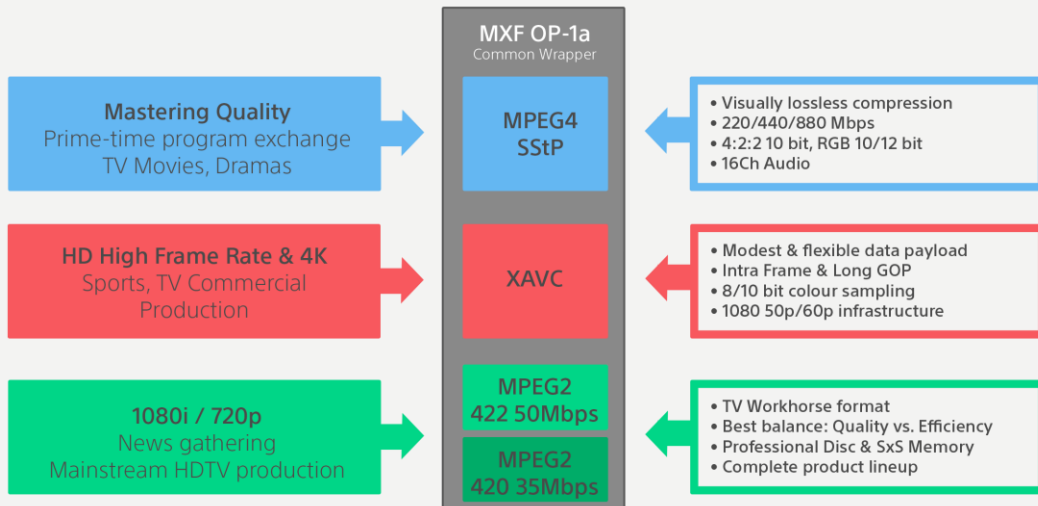 MXF OP-1a
Common Wrapper
Mastering Quality
Prime-time program exchange
TV Movies, Dramas
MPEG4
SStP
• Visually lossless compression
• 220/440/880 Mbps
• 4:2:2 10 bit, RGB 10/12 bit
• 16Ch Audio
HD High Frame Rate & 4K
Sports, TV Commercial
Production
XAVC
• Modest & flexible data payload
• Intra Frame & Long GOP
• 8/10 bit colour sampling
• 1080 50p/60p infrastructure
1080i / 720p
News gathering
Mainstream HDTV production
MPEG2
422 50Mbps
MPEG2
420 35Mbps
• TV Workhorse format
• Best balance: Quality vs. Efficiency
• Professional Disc & SxS Memory
• Complete product lineup